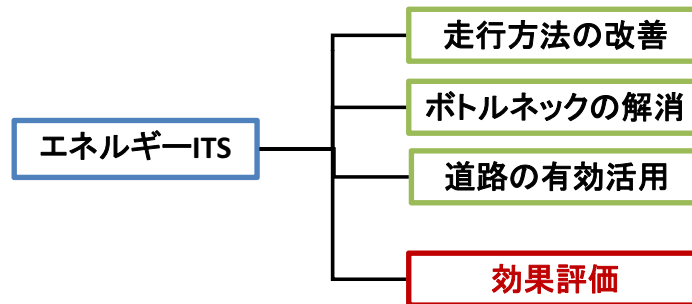 走行方法の改善
ボトルネックの解消
エネルギーITS
道路の有効活用
効果評価